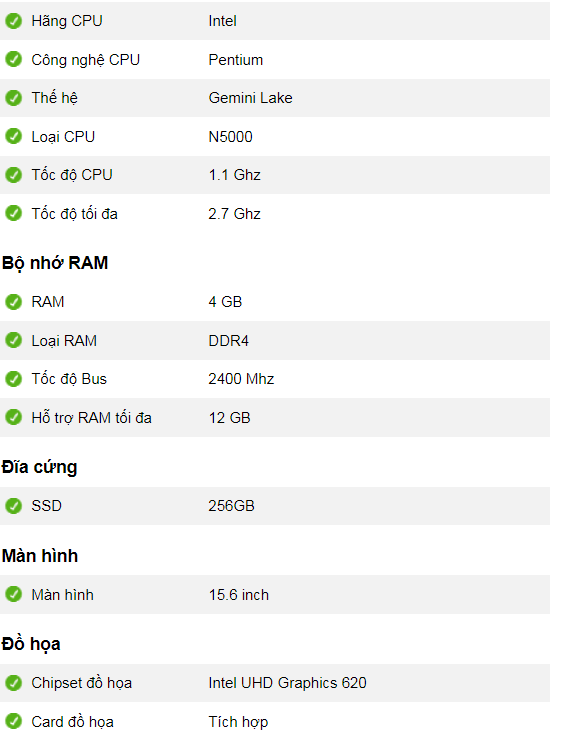 Hãng CPU Intel
Công nghệ CPU Pentium
Thế hệ Gemini Lake
Loại CPU N5000
Tốc độ CPU 1.1 Ghz
Tốc độ tối đa 2.7 Ghz
Bộ nhớ RAM
RAM 4 GB
Loại RAM DDR4
Tốc độ Bus 2400 Mhz
Hỗ trợ RAM tối đa 12 GB
Đĩa cứng
SSD 256GB
Màn hình
Màn hình 15.6 inch
Đồ họa
Chipset đồ họa Intel UHD Graphics 620
Card đồ họa Tích hợp